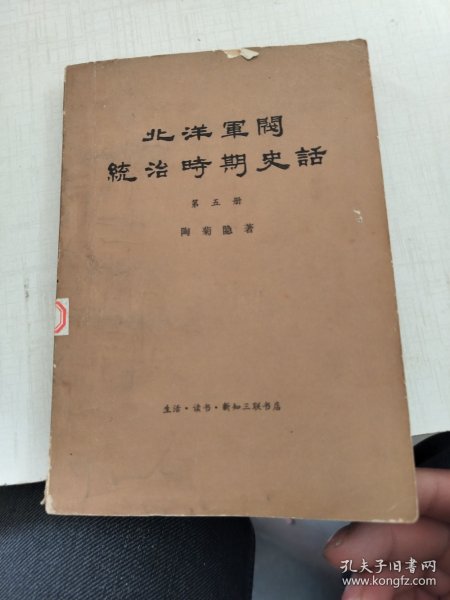 北洋軍閥
統治時期史話
第五册
陶菊隐著
生活·读书·新知三联书店
孔夫子旧书网
www.kongfz.com